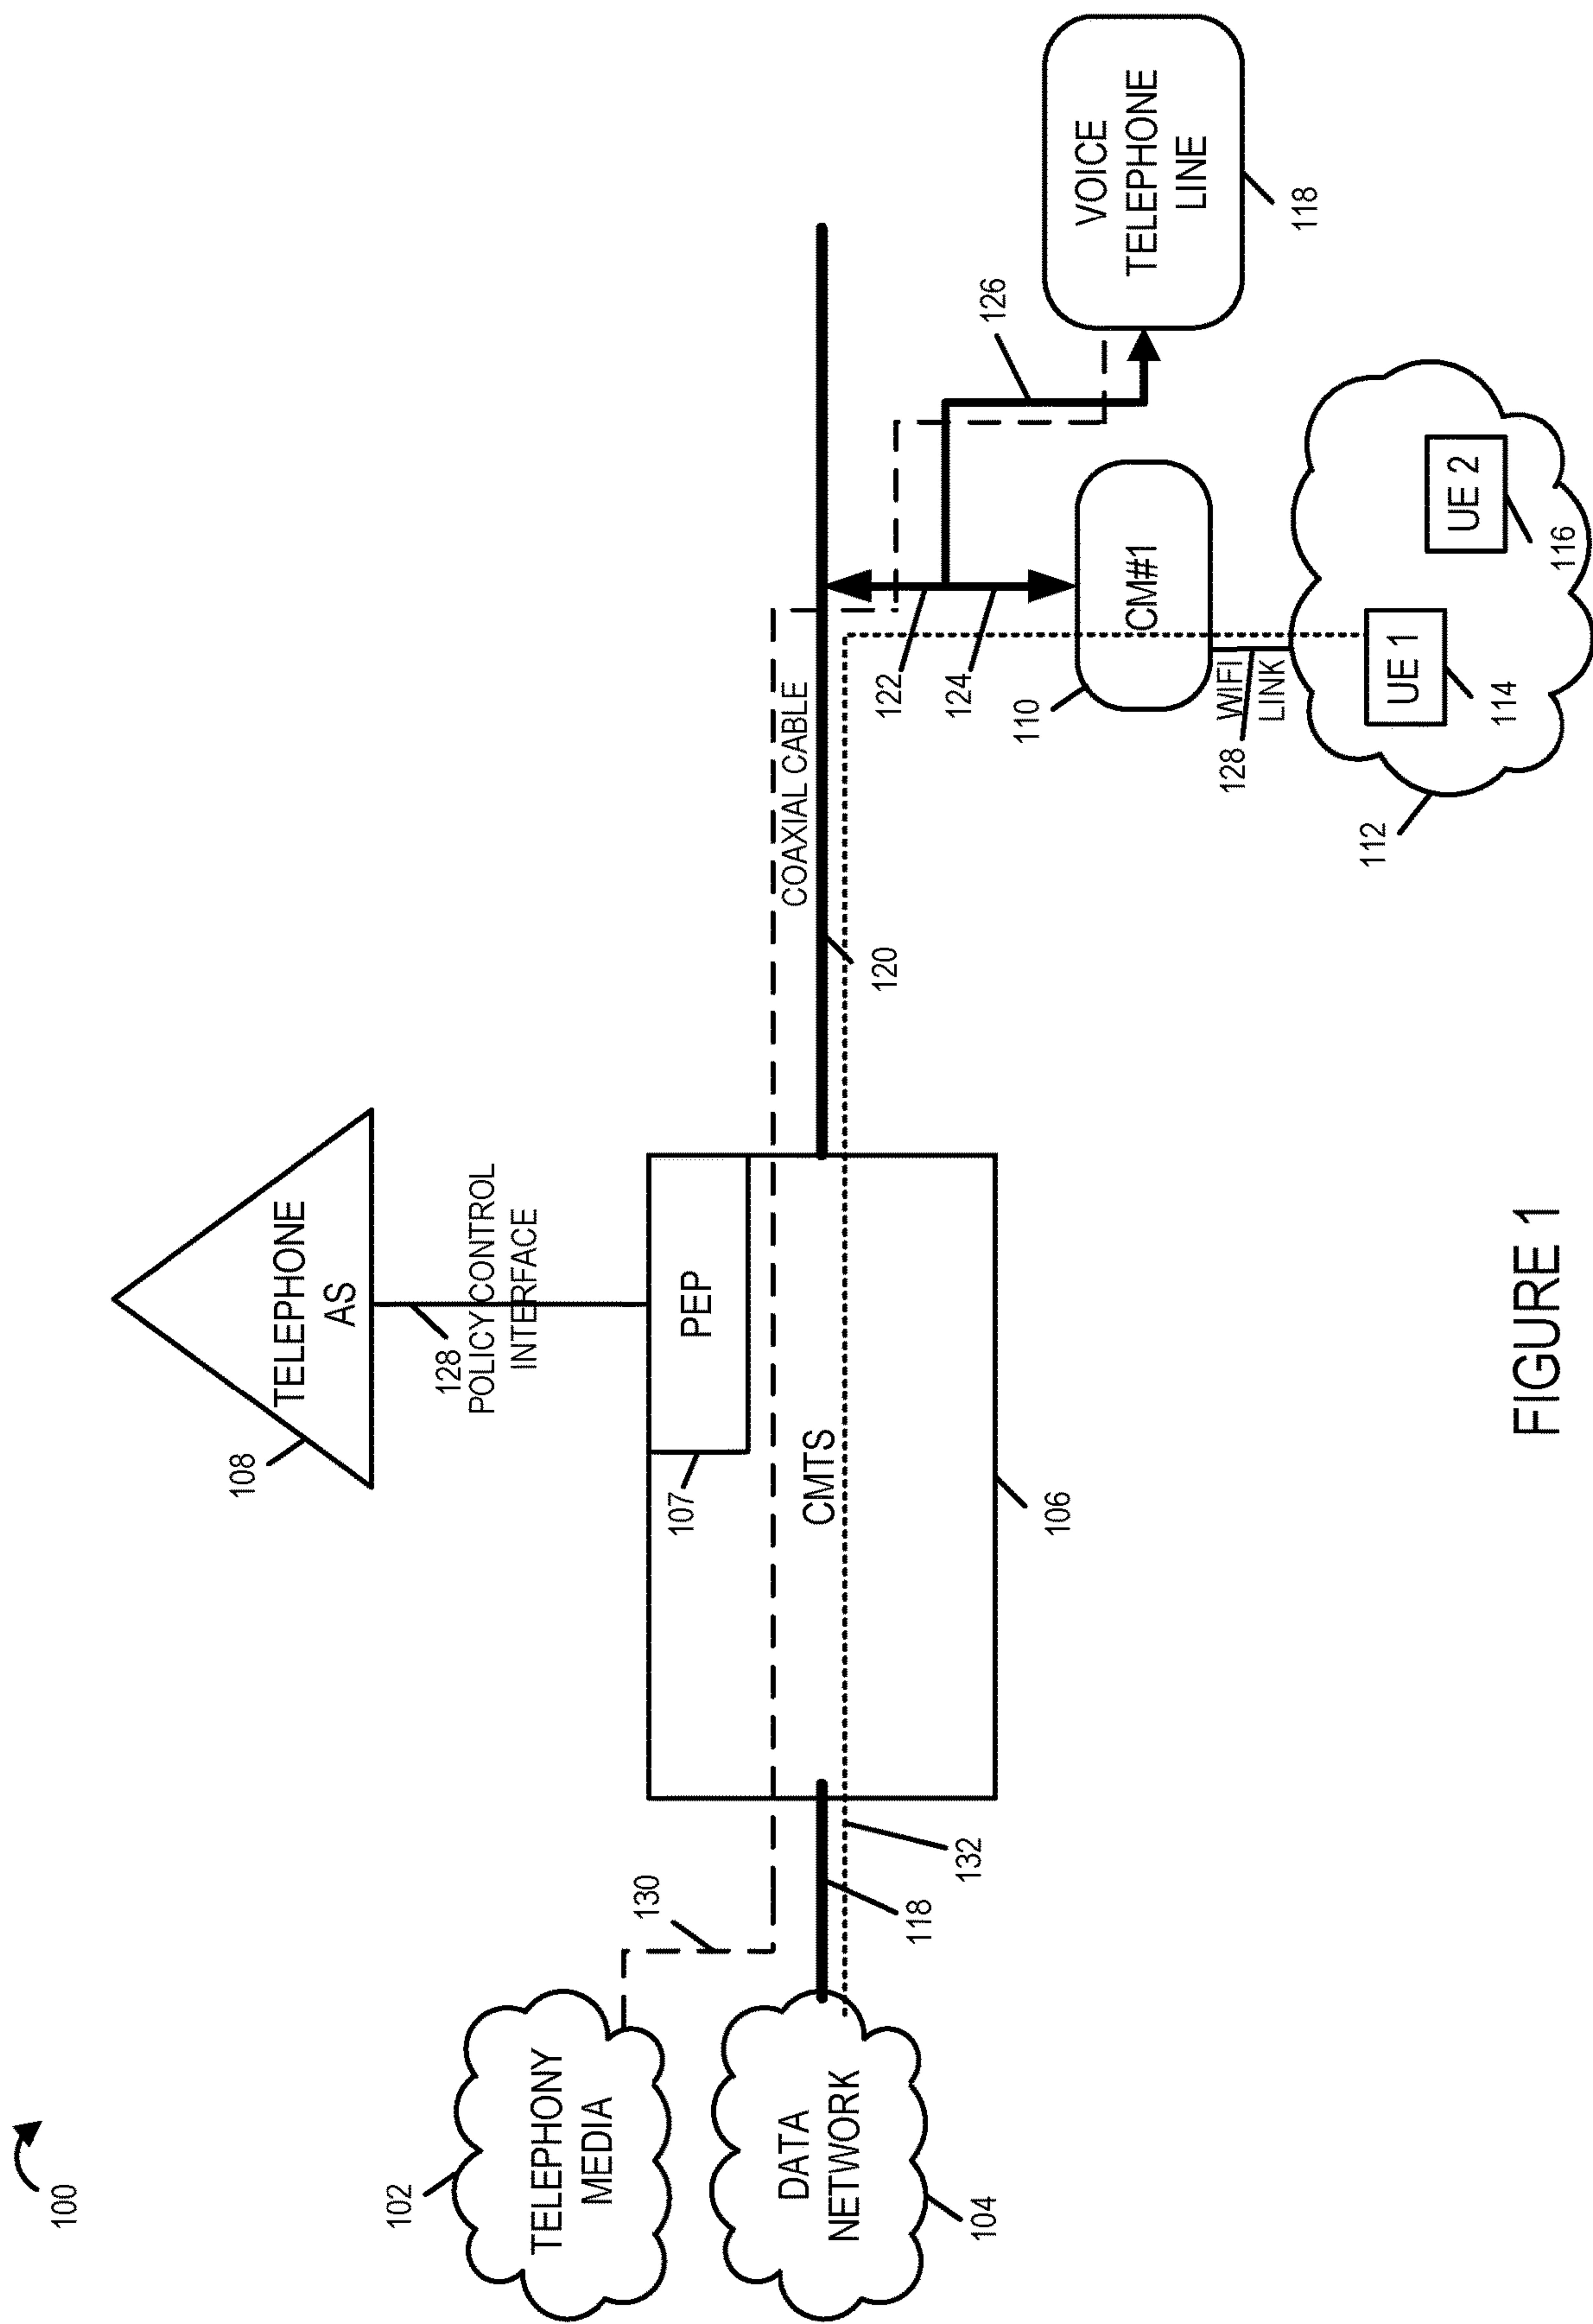 100
TELEPHONE
AS
108
128
POLICY CONTROL
INTERFACE
102
TELEPHONY
MEDIA
130
PEP
107
CMTS
106
DATA
NETWORK
104
118
132
COAXIAL CABLE
120
122
124
126
VOICE
TELEPHONE
LINE
118
CM#1
110
WIFI
LINK
128
UE 1
114
UE 2
116
112
FIGURE 1